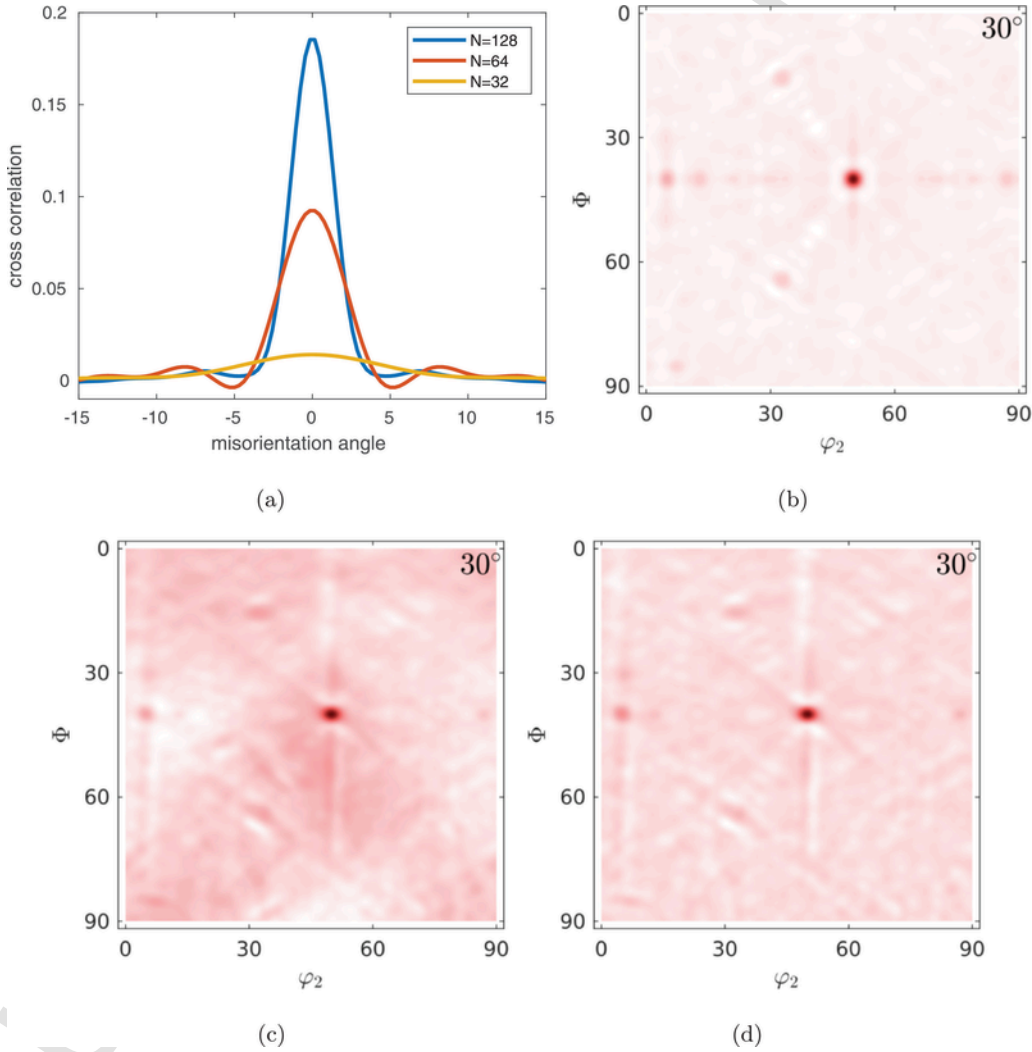 0.2
0.15
0.1
0.05
0
-15 -10 -5 0 5 10 15
cross correlation
misorientation angle
N=128
N=64
N=32
(a)
30°
0
30
60
90
Φ
0 30 60 90
φ2
(b)
30°
0
30
60
90
Φ
0 30 60 90
φ2
(c)
30°
0
30
60
90
Φ
0 30 60 90
φ2
(d)